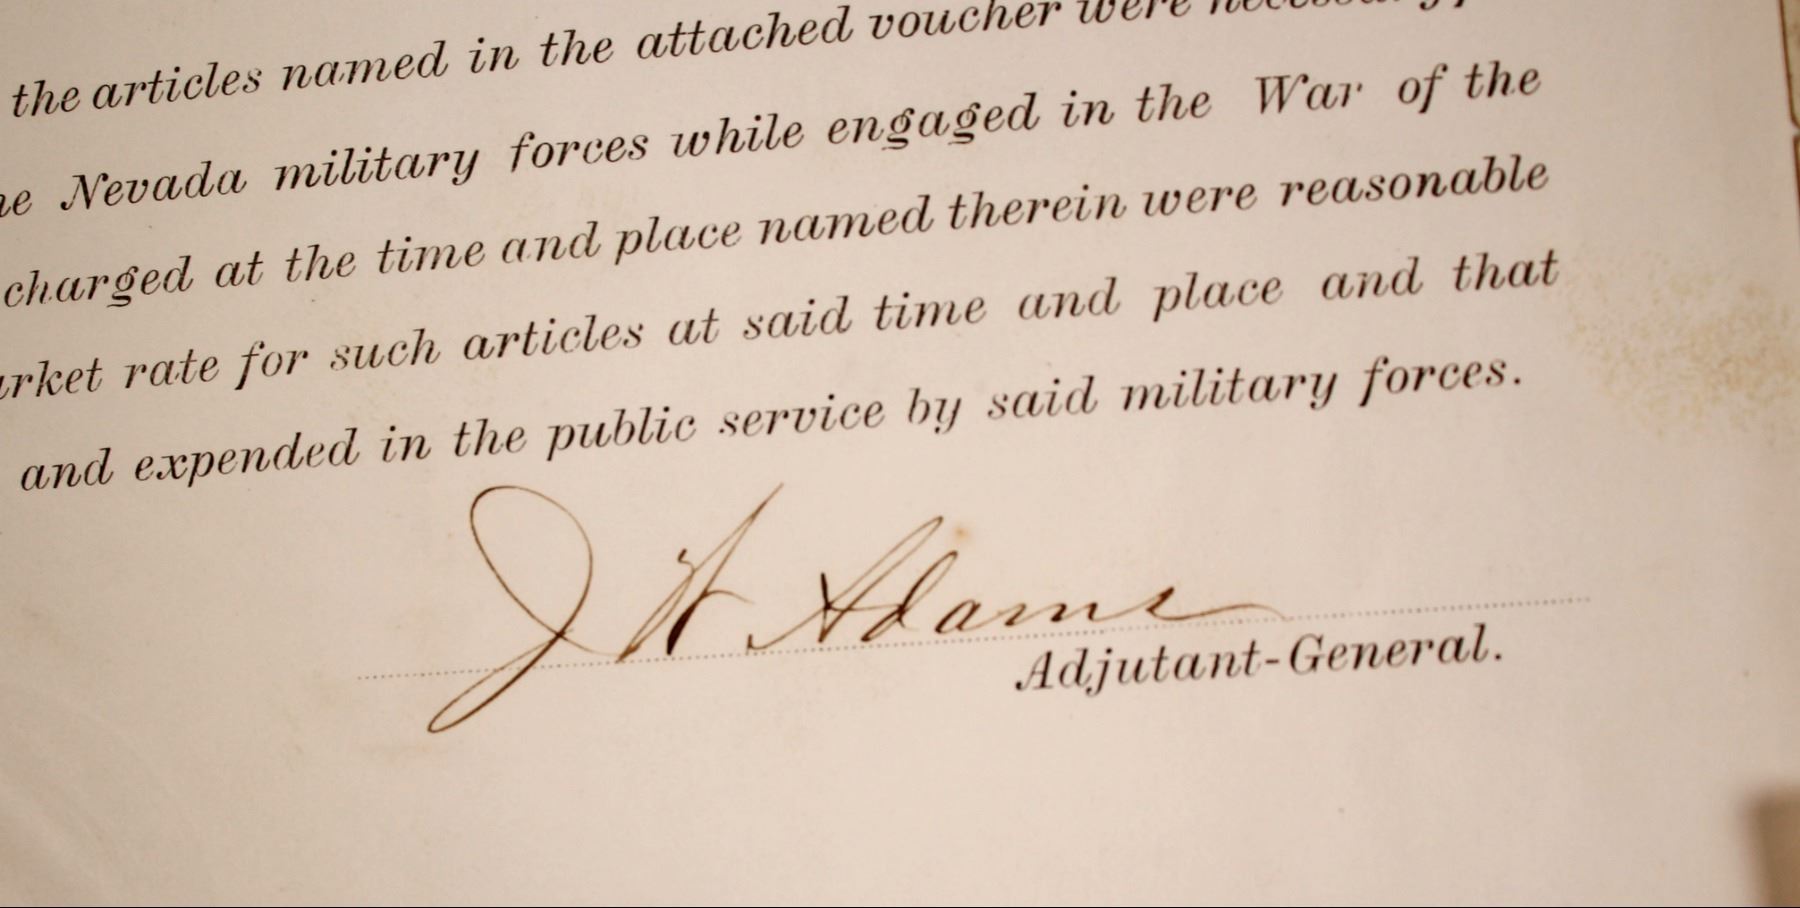 the articles named in the attached voucher were
Nevada military forces while engaged in the War of the
charged at the time and place named therein were reasonable
rket rate for such articles at said time and place and that
and expended in the public service by said military forces.
J W Adams
Adjutant-General.